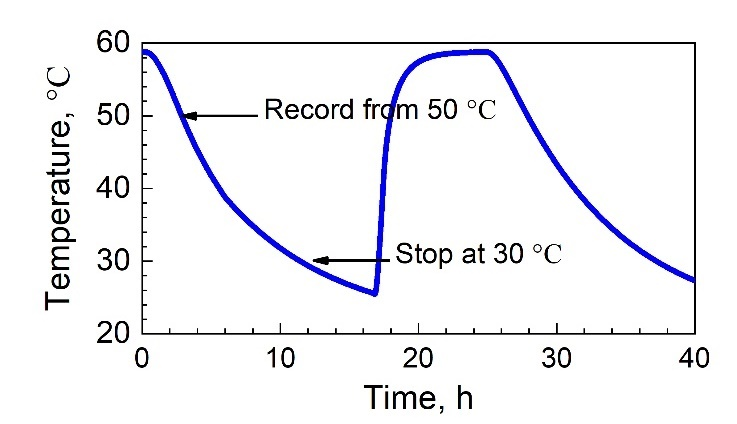 60
50
40
30
20
Temperature, °C
Record from 50 °C
Stop at 30 °C
0 10 20 30 40
Time, h